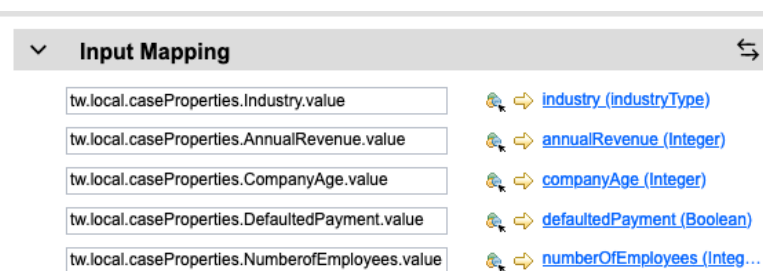 Input Mapping
tw.local.caseProperties.Industry.value industry (industryType)
tw.local.caseProperties.AnnualRevenue.value annualRevenue (Integer)
tw.local.caseProperties.CompanyAge.value companyAge (Integer)
tw.local.caseProperties.DefaultedPayment.value defaultedPayment (Boolean)
tw.local.caseProperties.NumberofEmployees.value numberOfEmployees (Integ...